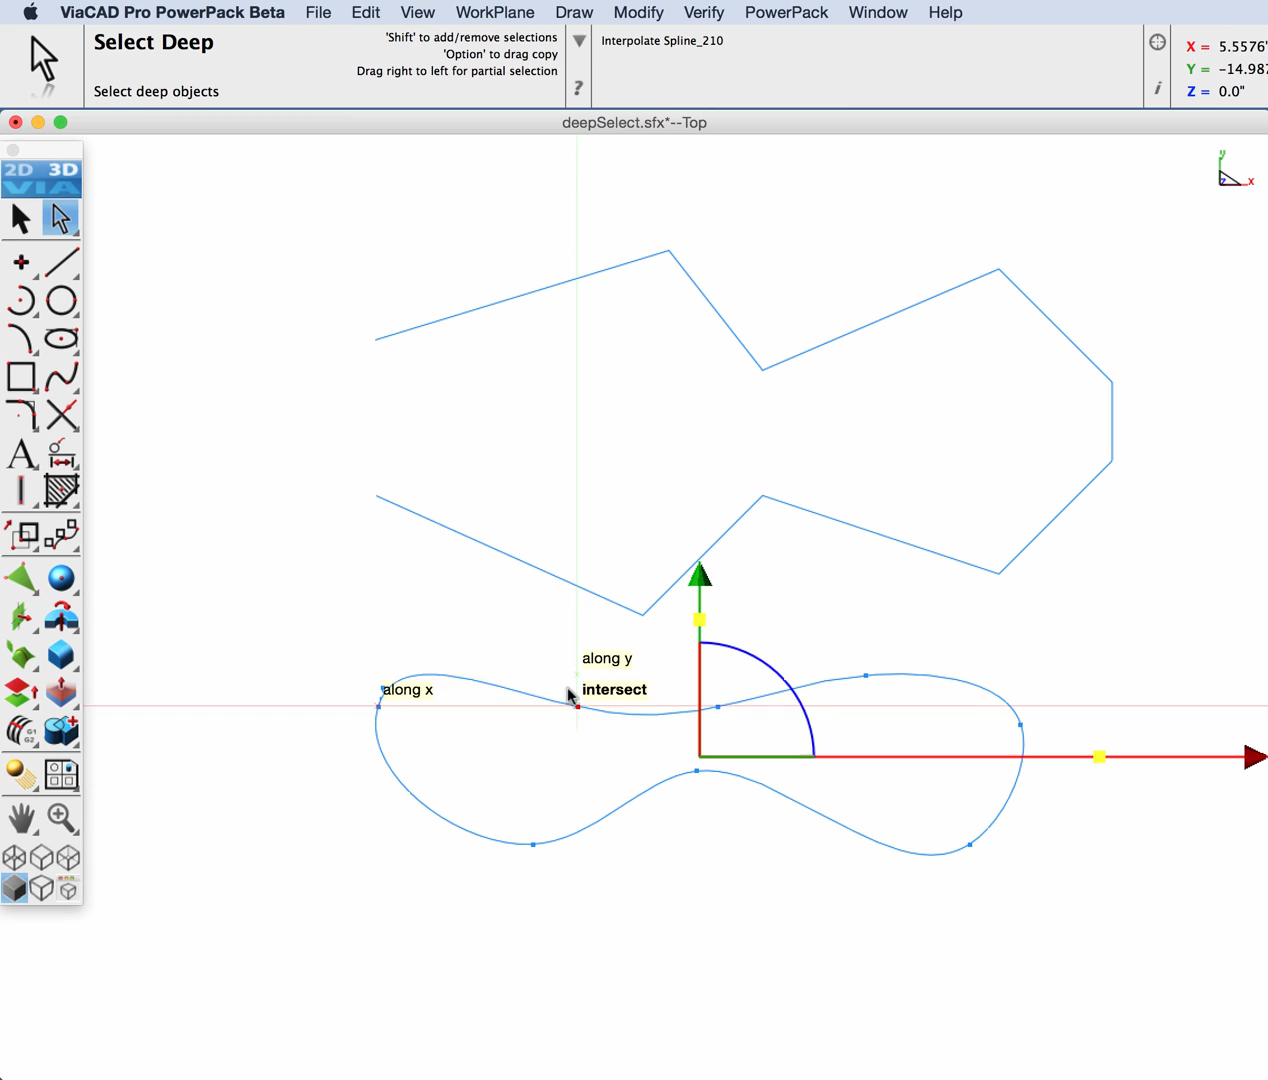 ViaCAD Pro PowerPack Beta File Edit View WorkPlane Draw Modify Verify PowerPack Window Help
Select Deep
Select deep objects
'Shift' to add/remove selections
'Option' to drag copy
Drag right to left for partial selection
?
Interpolate Spline_210
i
X = 5.5576"
Y = -14.987
Z = 0.0"
deepSelect.sfx*--Top
2D 3D
VIA
y
z
x
A
G1
G2
along y
along x
intersect